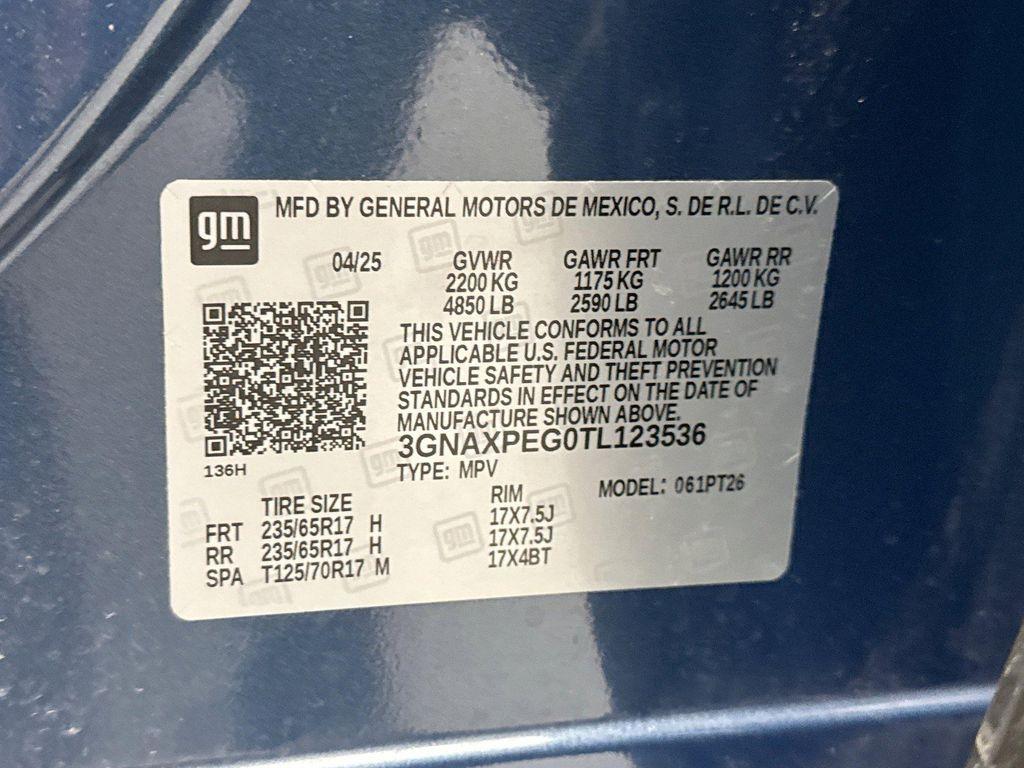 gm
MFD BY GENERAL MOTORS DE MEXICO, S. DE R.L. DE C.V.
04/25 GVWR GAWR FRT GAWR RR
2200 KG 1175 KG 1200 KG
4850 LB 2590 LB 2645 LB
THIS VEHICLE CONFORMS TO ALL
APPLICABLE U.S. FEDERAL MOTOR
VEHICLE SAFETY AND THEFT PREVENTION
STANDARDS IN EFFECT ON THE DATE OF
MANUFACTURE SHOWN ABOVE.
3GNAXPEG0TL123536
136H
TYPE: MPV MODEL: 061PT26
TIRE SIZE RIM
FRT 235/65R17 H 17X7.5J
RR 235/65R17 H 17X7.5J
SPA T125/70R17 M 17X4BT